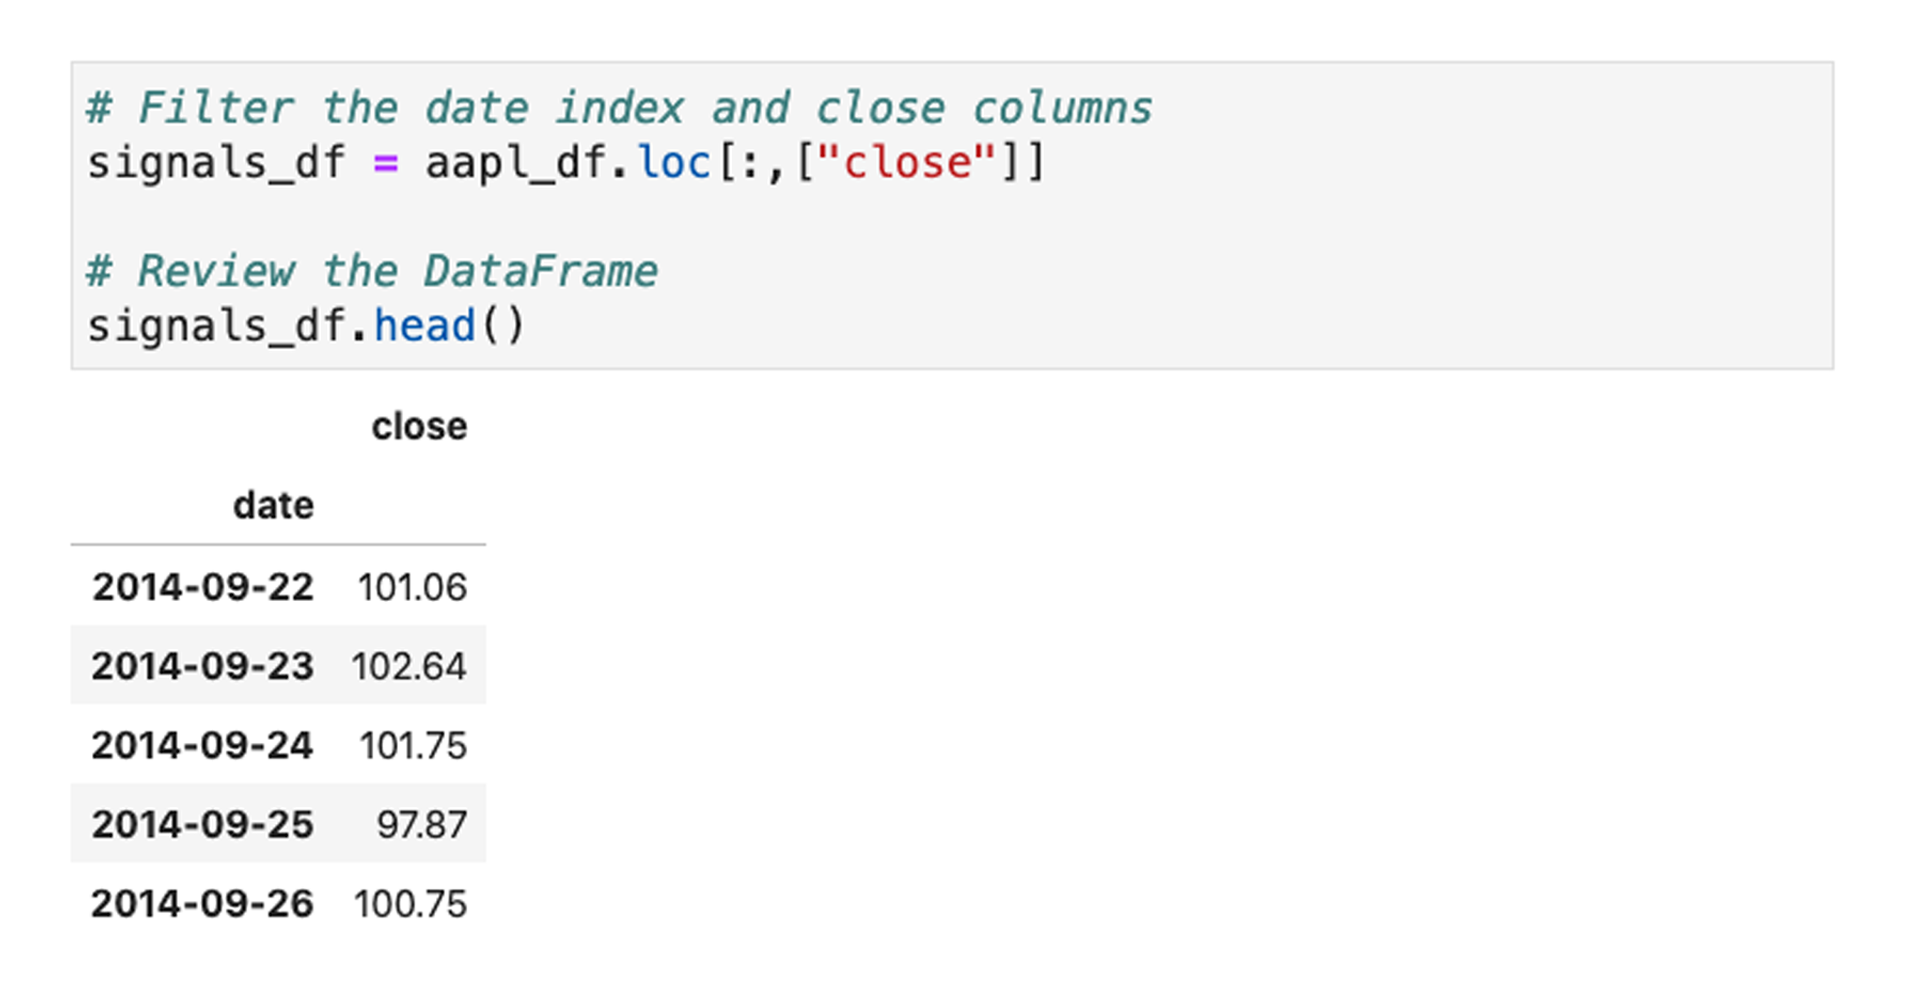 # Filter the date index and close columns
signals_df = aapl_df.loc[:,["close"]]
# Review the DataFrame
signals_df.head()
close
date
2014-09-22 101.06
2014-09-23 102.64
2014-09-24 101.75
2014-09-25 97.87
2014-09-26 100.75